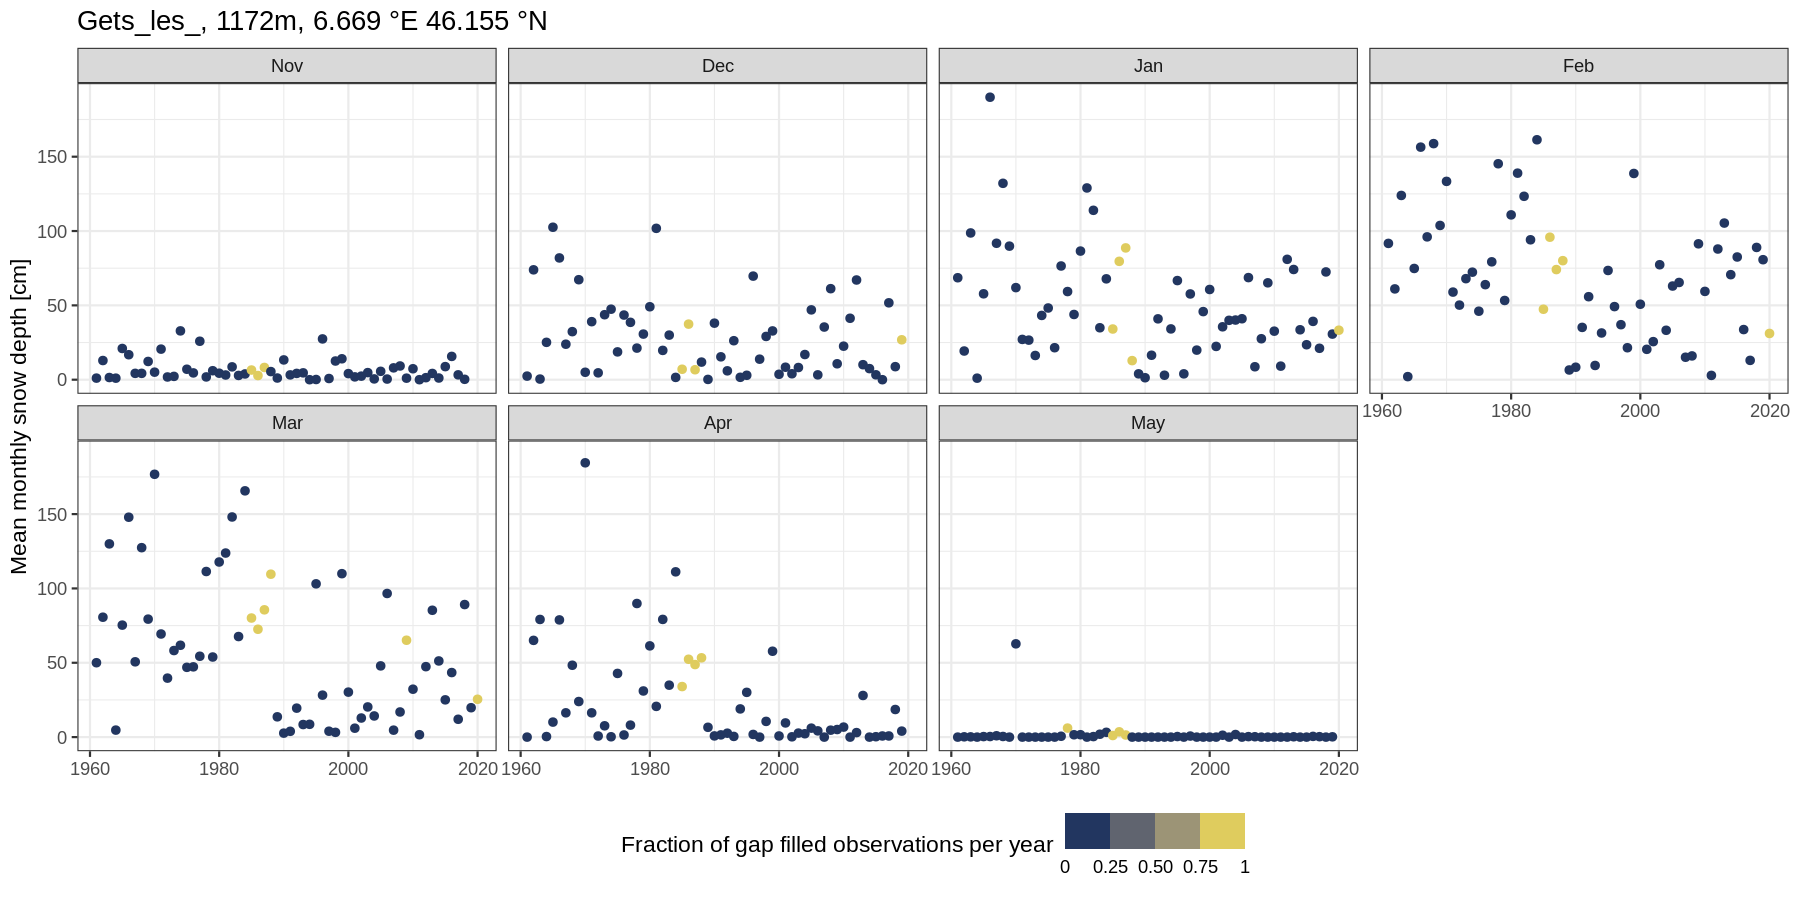 Gets_les_, 1172m, 6.669 °E 46.155 °N
Nov Dec Jan Feb
Mean monthly snow depth [cm]
150
100
50
0
1960 1980 2000 2020
Mar Apr May
150
100
50
0
1960 1980 2000 2020 1960 1980 2000 2020 1960 1980 2000 2020
Fraction of gap filled observations per year
0 0.25 0.50 0.75 1